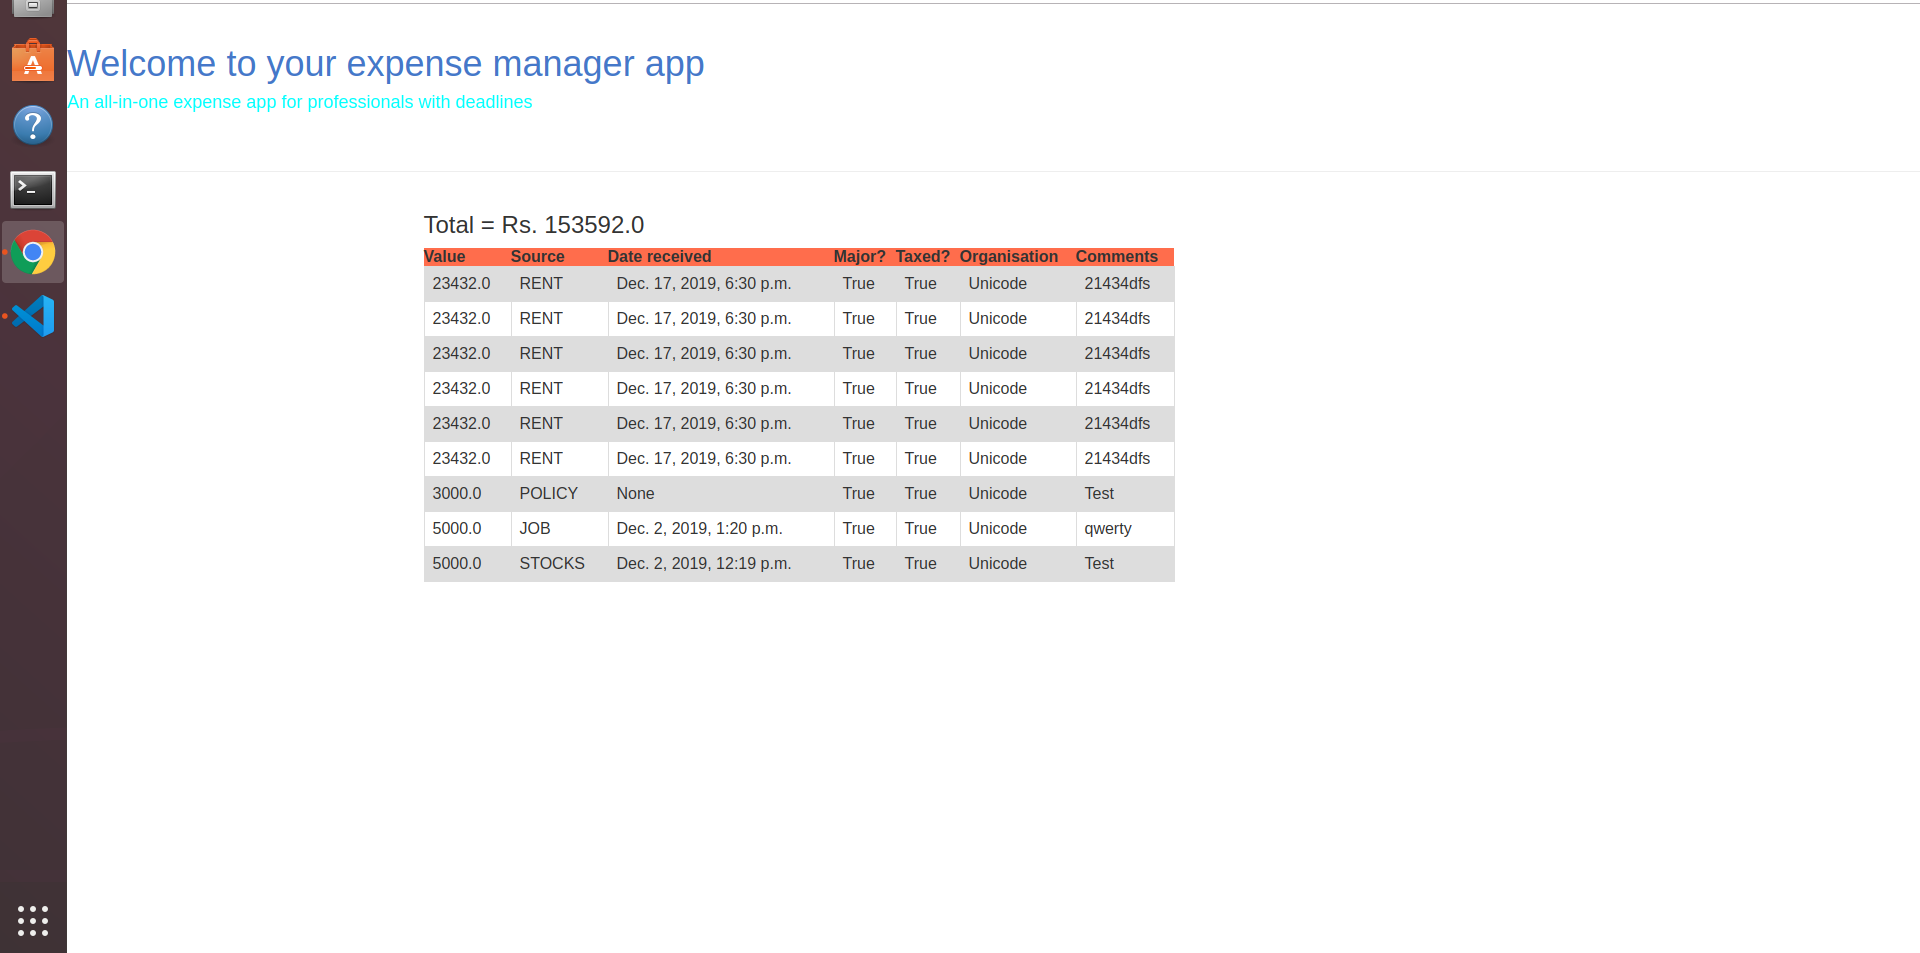 Welcome to your expense manager app
An all-in-one expense app for professionals with deadlines
Total = Rs. 153592.0
Value Source Date received Major? Taxed? Organisation Comments
23432.0 RENT Dec. 17, 2019, 6:30 p.m. True True Unicode 21434dfs
23432.0 RENT Dec. 17, 2019, 6:30 p.m. True True Unicode 21434dfs
23432.0 RENT Dec. 17, 2019, 6:30 p.m. True True Unicode 21434dfs
23432.0 RENT Dec. 17, 2019, 6:30 p.m. True True Unicode 21434dfs
23432.0 RENT Dec. 17, 2019, 6:30 p.m. True True Unicode 21434dfs
23432.0 RENT Dec. 17, 2019, 6:30 p.m. True True Unicode 21434dfs
3000.0 POLICY None True True Unicode Test
5000.0 JOB Dec. 2, 2019, 1:20 p.m. True True Unicode qwerty
5000.0 STOCKS Dec. 2, 2019, 12:19 p.m. True True Unicode Test